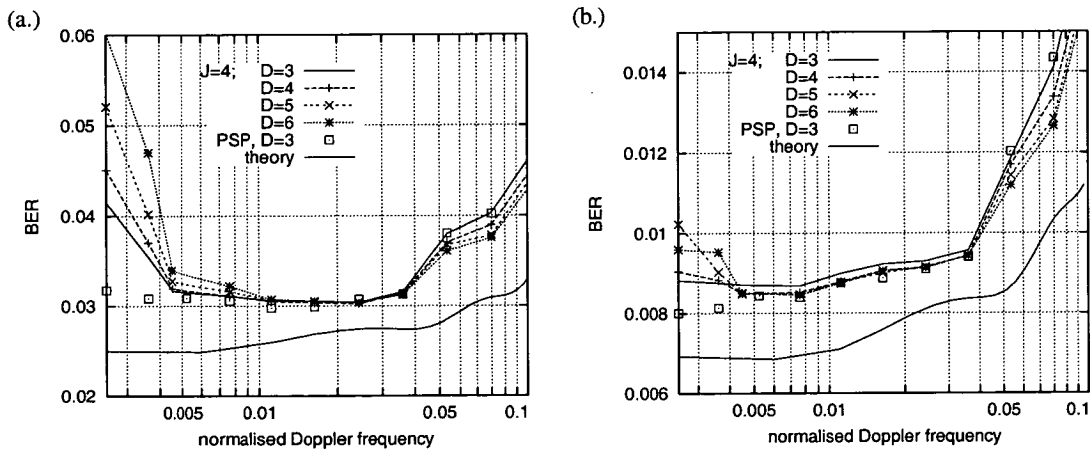 (a.)
0.06
0.05
0.04
0.03
0.02
BER
J=4; D=3
D=4
D=5
D=6
PSP, D=3
theory
0.005
0.01
0.05
0.1
normalised Doppler frequency
(b.)
0.014
0.012
0.01
0.008
0.006
BER
J=4; D=3
D=4
D=5
D=6
PSP, D=3
theory
0.005
0.01
0.05
0.1
normalised Doppler frequency